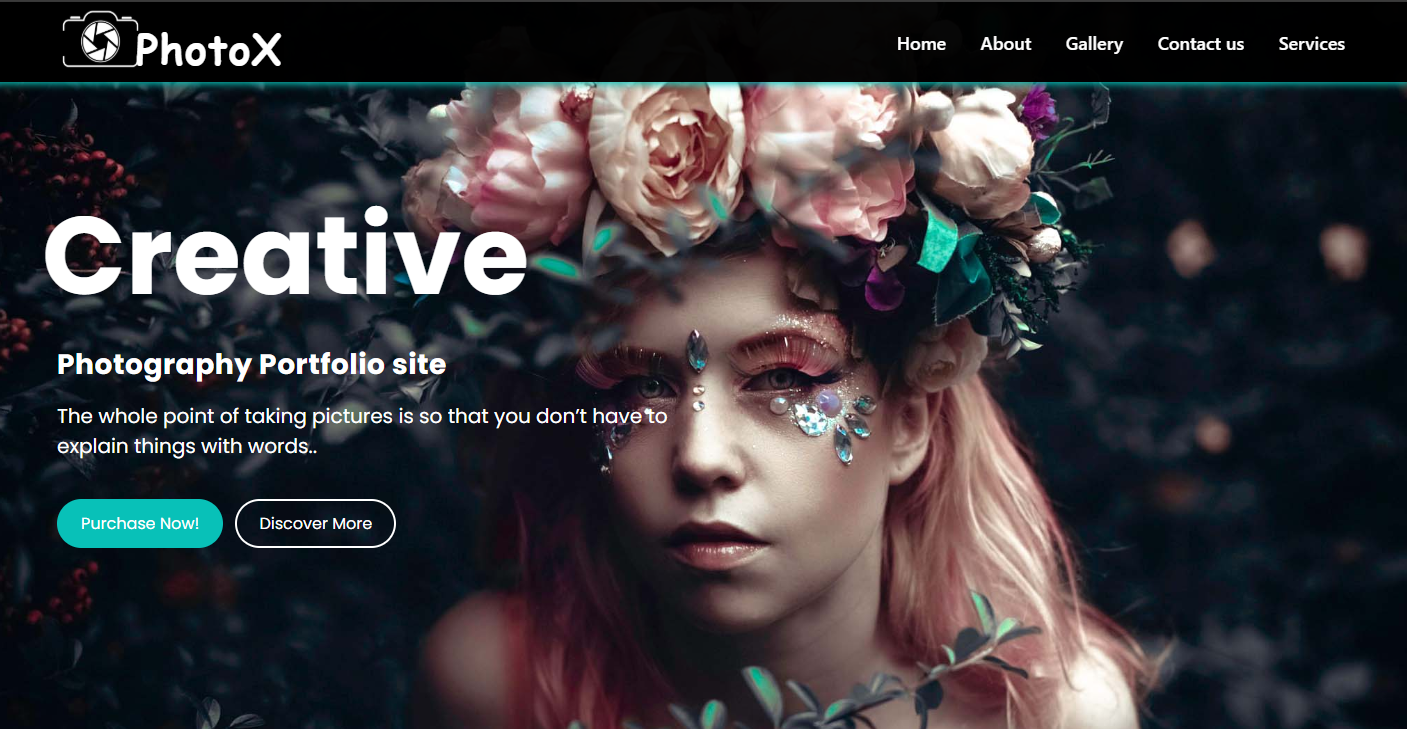 PhotoX
Home About Gallery Contact us Services
Creative
Photography Portfolio site
The whole point of taking pictures is so that you don’t have to
explain things with words..
Purchase Now! Discover More